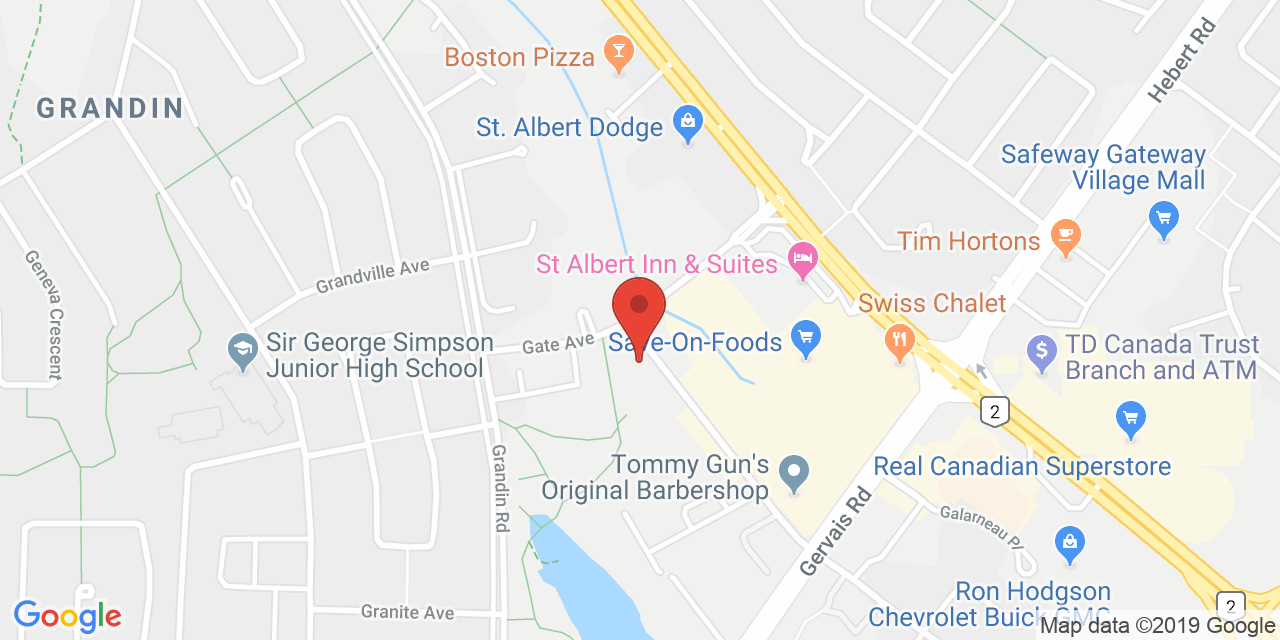 Boston Pizza
GRANDIN
St. Albert Dodge
Hebert Rd
Safeway Gateway
Village Mall
Tim Hortons
Geneva Crescent
Grandville Ave
St Albert Inn & Suites
Swiss Chalet
Sir George Simpson
Junior High School
Gate Ave
Save-On-Foods
TD Canada Trust
Branch and ATM
2
Grandin Rd
Tommy Gun's
Original Barbershop
Real Canadian Superstore
Gervais Rd
Galarneau Pl
Ron Hodgson
Chevrolet Buick GMC
Granite Ave
2
Google
Map data ©2019 Google